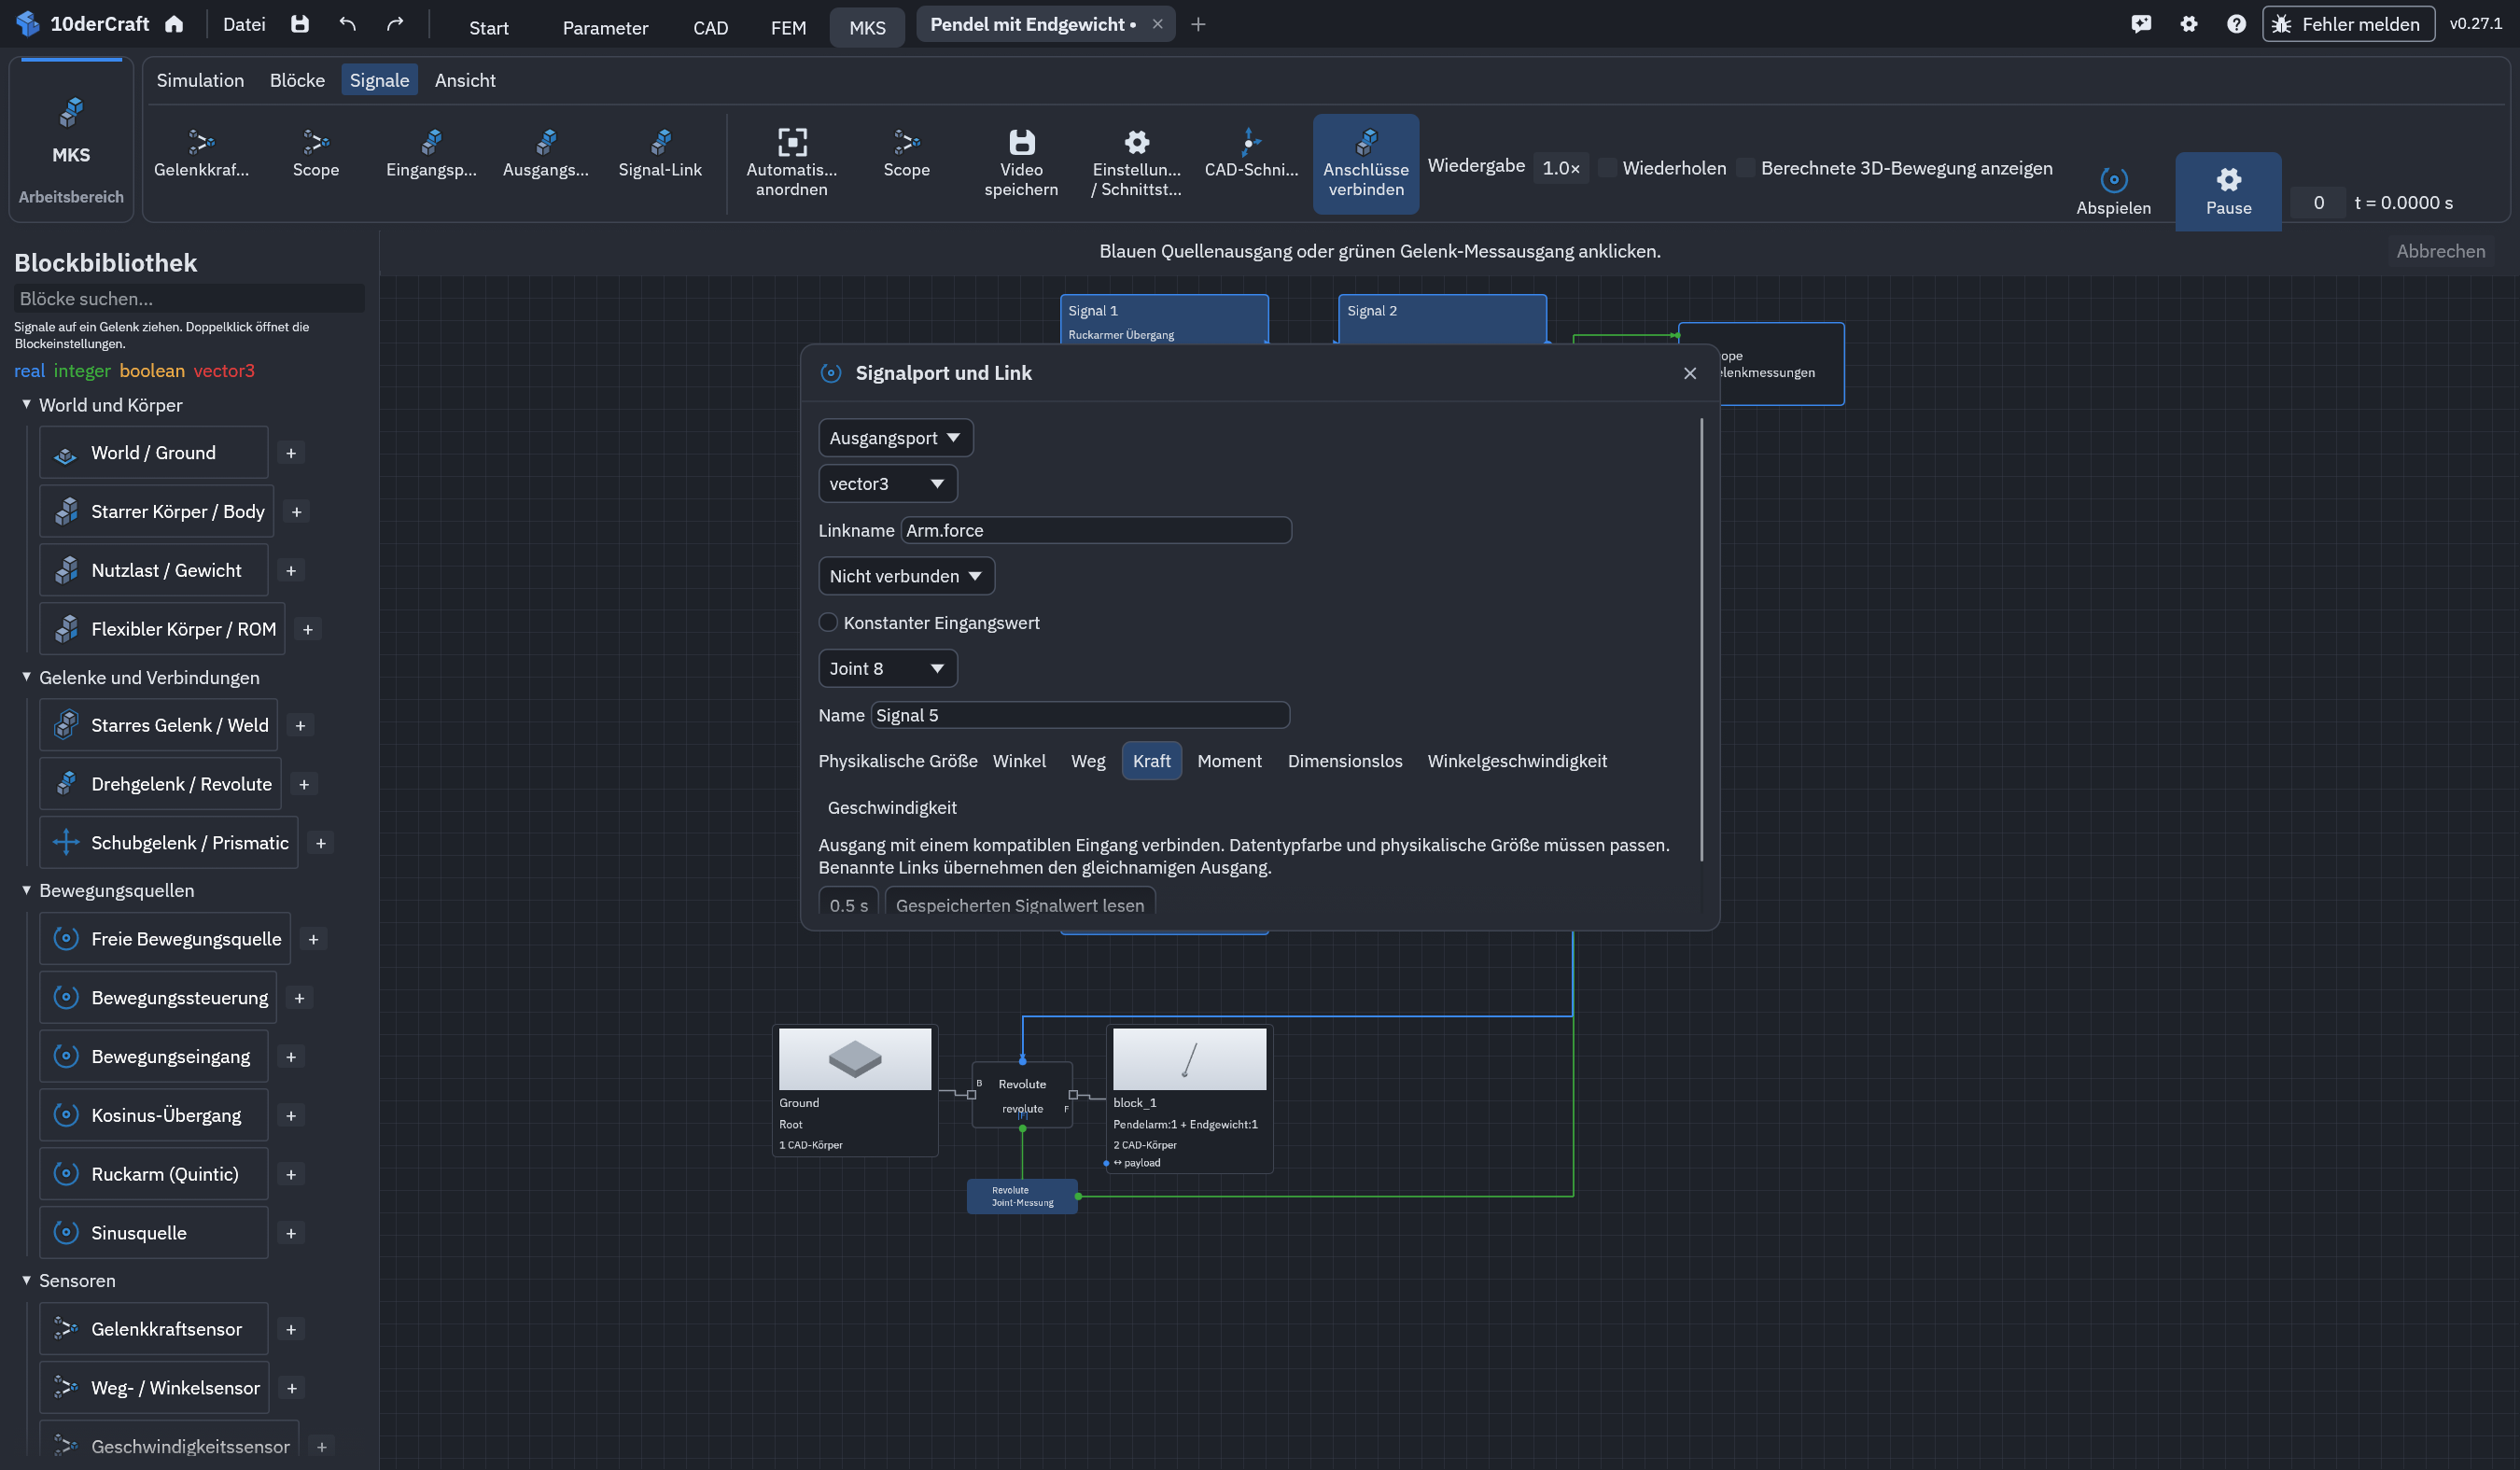 10derCraft
Datei
Start
Parameter
CAD
FEM
MKS
Pendel mit Endgewicht •
Fehler melden
v0.27.1
MKS
Arbeitsbereich
Simulation
Blöcke
Signale
Ansicht
Gelenkkraf...
Scope
Eingangsp...
Ausgangs...
Signal-Link
Automatis...
anordnen
Scope
Video
speichern
Einstellun...
/ Schnittst...
CAD-Schni...
Anschlüsse
verbinden
Wiedergabe
1.0×
Wiederholen
Berechnete 3D-Bewegung anzeigen
Abspielen
Pause
0
t = 0.0000 s
Blockbibliothek
Blöcke suchen...
Signale auf ein Gelenk ziehen. Doppelklick öffnet die
Blockeinstellungen.
real integer boolean vector3
World und Körper
World / Ground
+
Starrer Körper / Body
+
Nutzlast / Gewicht
+
Flexibler Körper / ROM
+
Gelenke und Verbindungen
Starres Gelenk / Weld
+
Drehgelenk / Revolute
+
Schubgelenk / Prismatic
+
Bewegungsquellen
Freie Bewegungsquelle
+
Bewegungssteuerung
+
Bewegungseingang
+
Kosinus-Übergang
+
Ruckarm (Quintic)
+
Sinusquelle
+
Sensoren
Gelenkkraftsensor
+
Weg- / Winkelsensor
+
Geschwindigkeitssensor
+
Blauen Quellenausgang oder grünen Gelenk-Messausgang anklicken.
Abbrechen
Signal 1
Ruckarmer Übergang
Signal 2
ope
elenkmessungen
Signalport und Link
Ausgangsport
vector3
Linkname Arm.force
Nicht verbunden
Konstanter Eingangswert
Joint 8
Name Signal 5
Physikalische Größe Winkel Weg Kraft Moment Dimensionslos Winkelgeschwindigkeit
Geschwindigkeit
Ausgang mit einem kompatiblen Eingang verbinden. Datentypfarbe und physikalische Größe müssen passen.
Benannte Links übernehmen den gleichnamigen Ausgang.
0.5 s
Gespeicherten Signalwert lesen
Ground
Root
1 CAD-Körper
B
Revolute
revolute
F
block_1
Pendelarm:1 + Endgewicht:1
2 CAD-Körper
↔ payload
Revolute
Joint-Messung